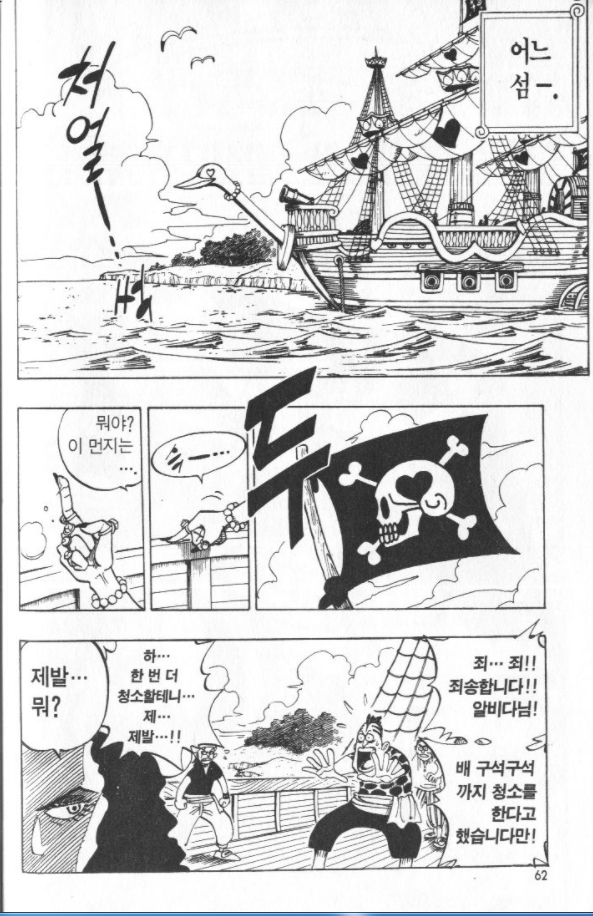 어느
섬ー.
처얼ー…
뭐야?
이 먼지는
….
두
죄… 죄!!
죄송합니다!!
알비다님!
배 구석구석
까지 청소를
한다고
했습니다만!
하…
한 번 더
청소할테니…
제…
제발…!!
제발…
뭐?
62